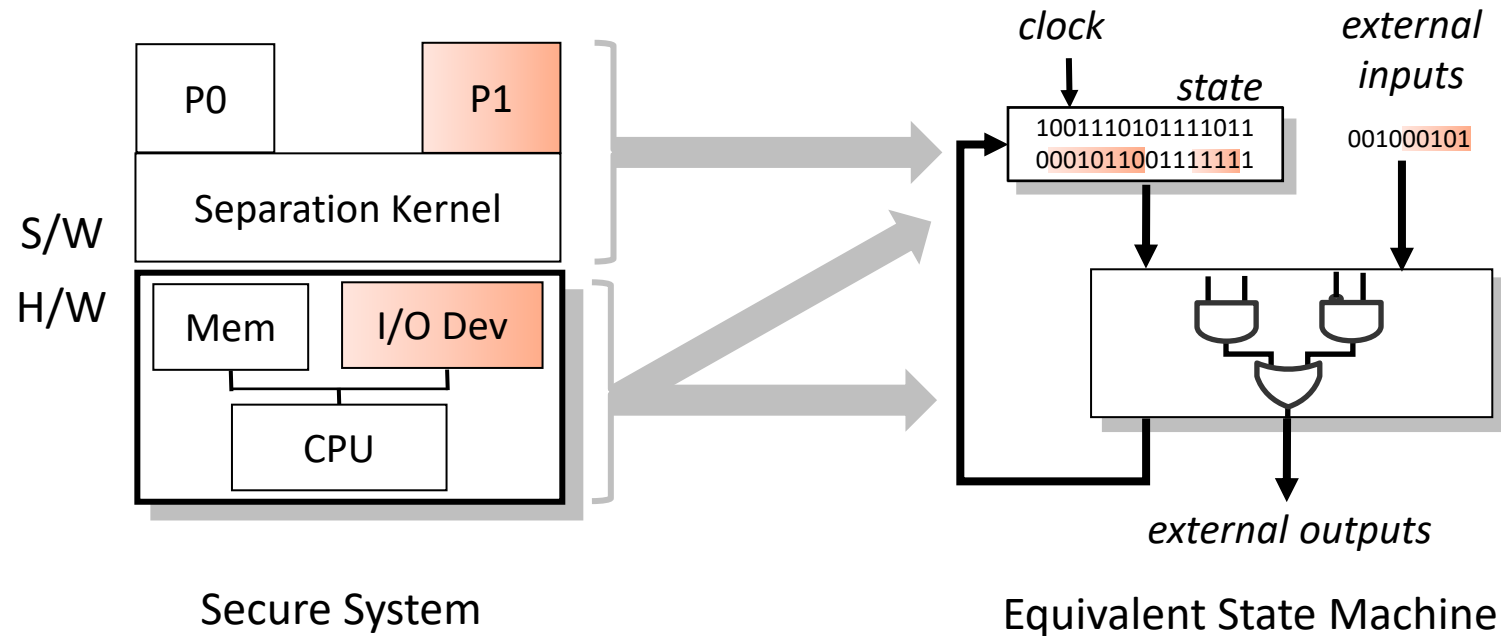 P0
P1
Separation Kernel
S/W
H/W
Mem
I/O Dev
CPU
Secure System
clock
external
inputs
state
1001110101111011
0001011001111111
001000101
external outputs
Equivalent State Machine